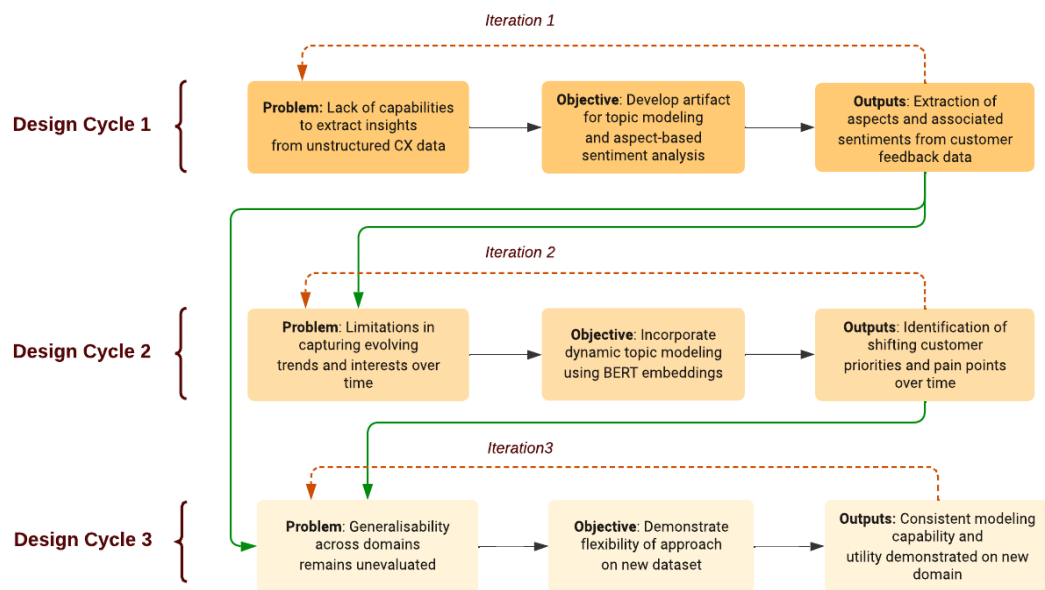 Iteration 1
Design Cycle 1
Problem: Lack of capabilities
to extract insights
from unstructured CX data
Objective: Develop artifact
for topic modeling
and aspect-based
sentiment analysis
Outputs: Extraction of
aspects and associated
sentiments from customer
feedback data
Iteration 2
Design Cycle 2
Problem: Limitations in
capturing evolving
trends and interests over
time
Objective: Incorporate
dynamic topic modeling
using BERT embeddings
Outputs: Identification of
shifting customer
priorities and pain points
over time
Iteration3
Design Cycle 3
Problem: Generalisability
across domains
remains unevaluated
Objective: Demonstrate
flexibility of approach
on new dataset
Outputs: Consistent modeling
capability and
utility demonstrated on new
domain